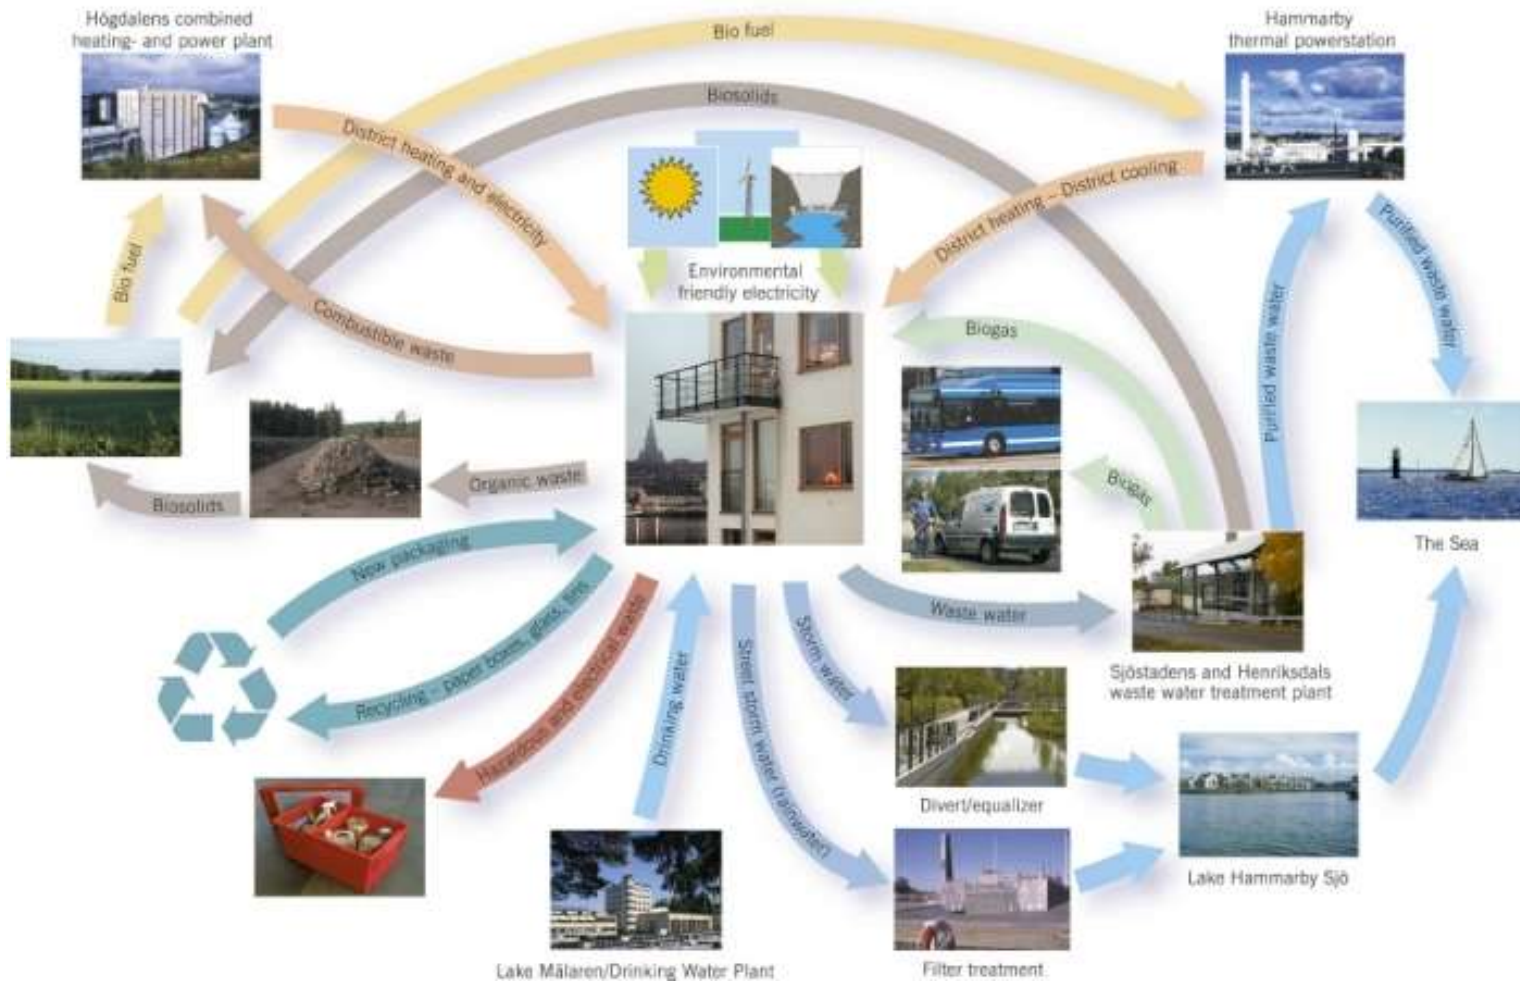 Högdalens combined
heating- and power plant
Hammarby
thermal powerstation
Bio fuel
Biosolids
District heating and electricity
District heating – District cooling
Purified waste water
Bio fuel
Combustible waste
Environmental
friendly electricity
Biogas
Purified waste water
Biogas
Organic waste
Biosolids
The Sea
New packaging
Waste water
Recycling – paper boxes, glass, tins
Hazardous and electrical waste
Drinking water
Street storm water (rainwater)
Storm water
Sjöstadens and Henriksdals
waste water treatment plant
Divert/equalizer
Lake Hammarby Sjö
Lake Mälaren/Drinking Water Plant
Filter treatment